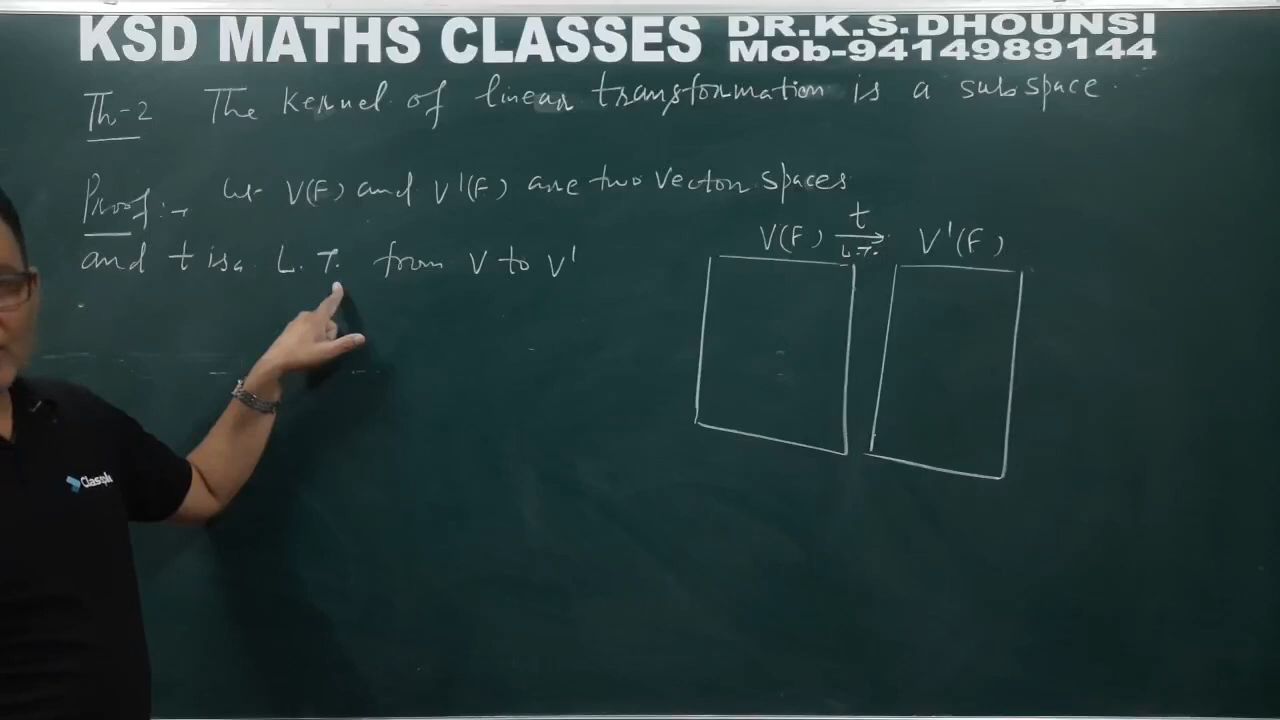 KSD MATHS CLASSES
DR.K.S.DHOUNSI
Mob-9414989144
Th-2 The Kernel of linear transformation is a subspace.
Proof:→ Let V(F) and V'(F) are two Vector spaces
and t is a L.T. from V to V'
V(F) t→ V'(F)
L.T.
Classplus